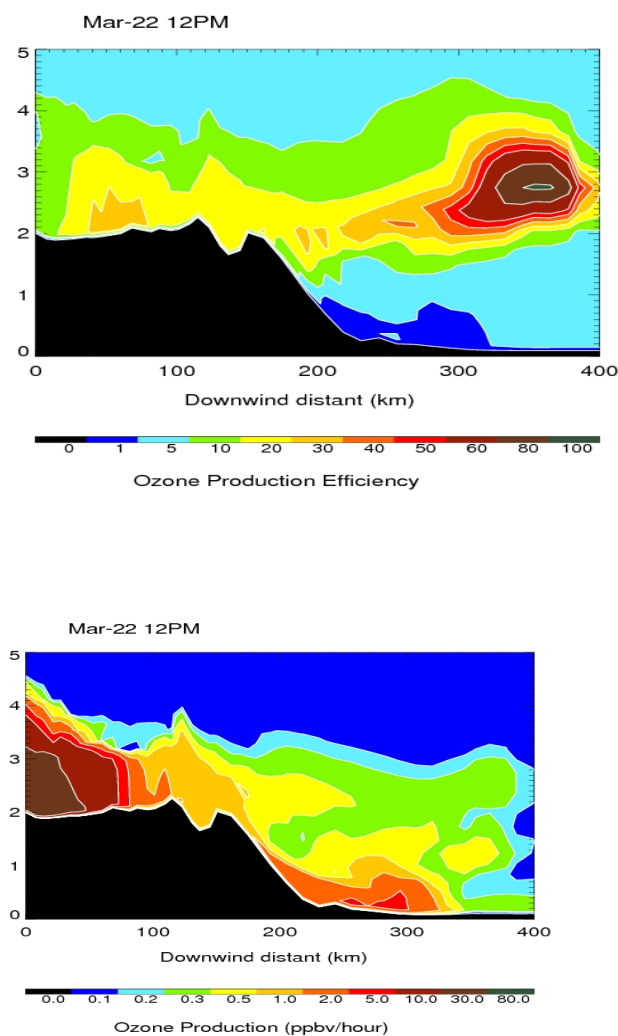 Mar-22 12PM
5
4
3
2
1
0
0 100 200 300 400
Downwind distant (km)
0 1 5 10 20 30 40 50 60 80 100
Ozone Production Efficiency
Mar-22 12PM
5
4
3
2
1
0
0 100 200 300 400
Downwind distant (km)
0.0 0.1 0.2 0.3 0.5 1.0 2.0 5.0 10.0 30.0 80.0
Ozone Production (ppbv/hour)